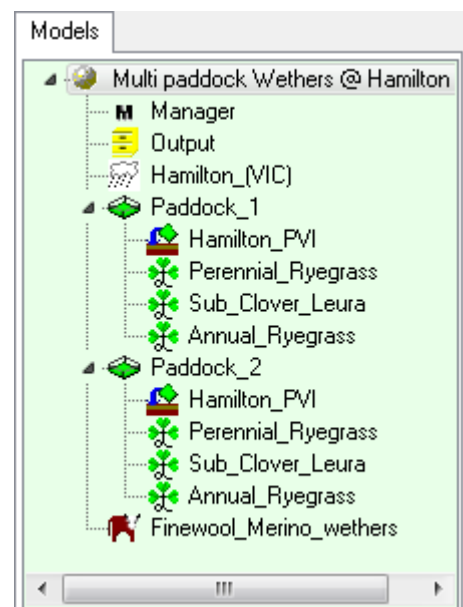 Models
Multi paddock Wethers @ Hamilton
M Manager
Output
Hamilton_(VIC)
Paddock_1
Hamilton_PVI
Perennial_Ryegrass
Sub_Clover_Leura
Annual_Ryegrass
Paddock_2
Hamilton_PVI
Perennial_Ryegrass
Sub_Clover_Leura
Annual_Ryegrass
Finewool_Merino_wethers